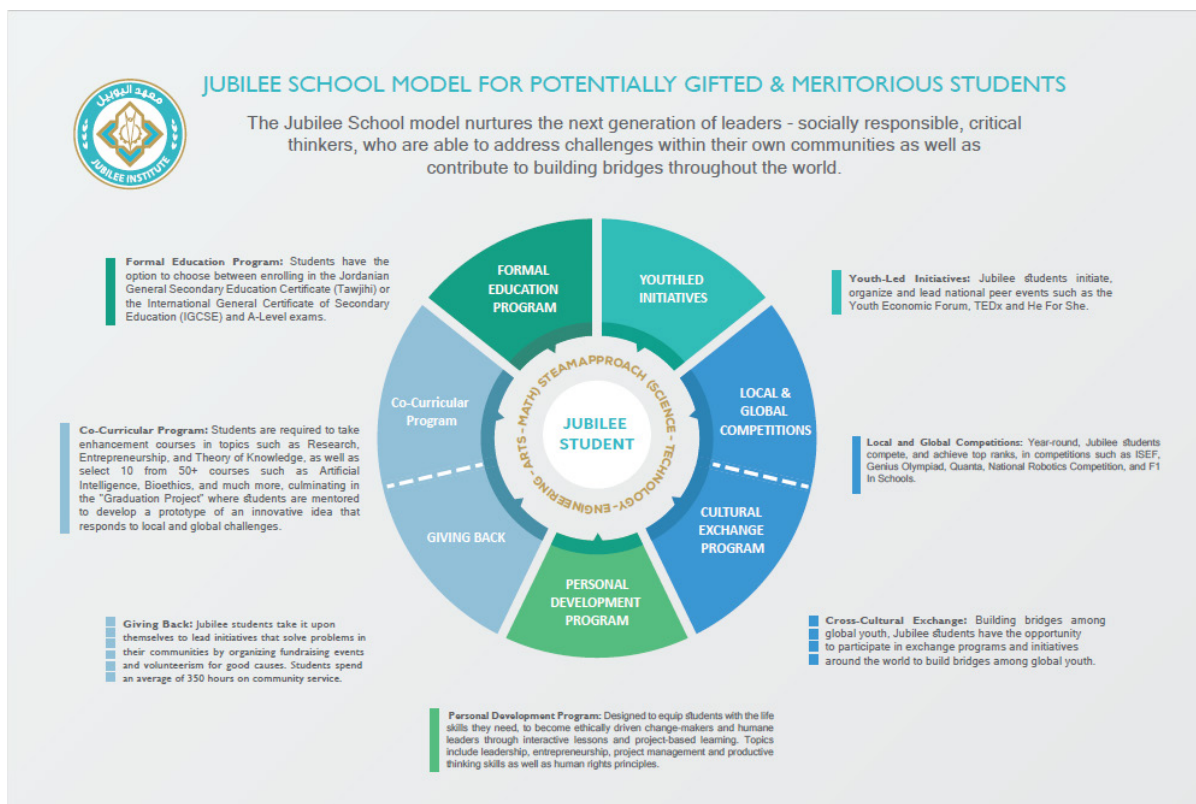 JUBILEE SCHOOL MODEL FOR POTENTIALLY GIFTED & MERITORIOUS STUDENTS
معهد اليوبيل
JUBILEE INSTITUTE
The Jubilee School model nurtures the next generation of leaders - socially responsible, critical
thinkers, who are able to address challenges within their own communities as well as
contribute to building bridges throughout the world.
Formal Education Program: Students have the
option to choose between enrolling in the Jordanian
General Secondary Education Certificate (Tawjihi) or
the International General Certificate of Secondary
Education (IGCSE) and A-Level exams.
Co-Curricular Program: Students are required to take
enhancement courses in topics such as Research,
Entrepreneurship, and Theory of Knowledge, as well as
select 10 from 50+ courses such as Artificial
Intelligence, Bioethics, and much more, culminating in
the "Graduation Project" where students are mentored
to develop a prototype of an innovative idea that
responds to local and global challenges.
Giving Back: Jubilee students take it upon
themselves to lead initiatives that solve problems in
their communities by organizing fundraising events
and volunteerism for good causes. Students spend
an average of 350 hours on community service.
FORMAL
EDUCATION
PROGRAM
YOUTHLED
INITIATIVES
Co-Curricular
Program
LOCAL &
GLOBAL
COMPETITIONS
GIVING BACK
CULTURAL
EXCHANGE
PROGRAM
PERSONAL
DEVELOPMENT
PROGRAM
STEAMAPPROACH (SCIENCE-TECHNOLOGY-ENGINEERING-ARTS-MATH)
JUBILEE
STUDENT
Youth-Led Initiatives: Jubilee students initiate,
organize and lead national peer events such as the
Youth Economic Forum, TEDx and He For She.
Local and Global Competitions: Year-round, Jubilee students
compete, and achieve top ranks, in competitions such as ISEF,
Genius Olympiad, Quanta, National Robotics Competition, and F1
In Schools.
Cross-Cultural Exchange: Building bridges among
global youth, Jubilee students have the opportunity
to participate in exchange programs and initiatives
around the world to build bridges among global youth.
Personal Development Program: Designed to equip students with the life
skills they need, to become ethically driven change-makers and humane
leaders through interactive lessons and project-based learning. Topics
include leadership, entrepreneurship, project management and productive
thinking skills as well as human rights principles.